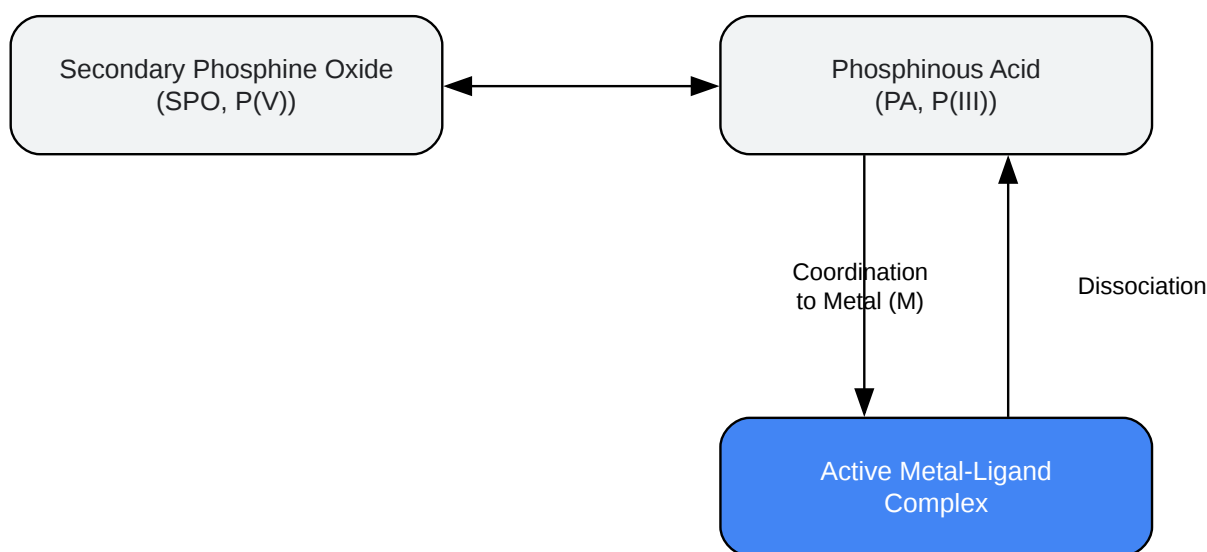 Secondary Phosphine Oxide
(SPO, P(V))
Phosphinous Acid
(PA, P(III))
Coordination
to Metal (M)
Dissociation
Active Metal-Ligand
Complex